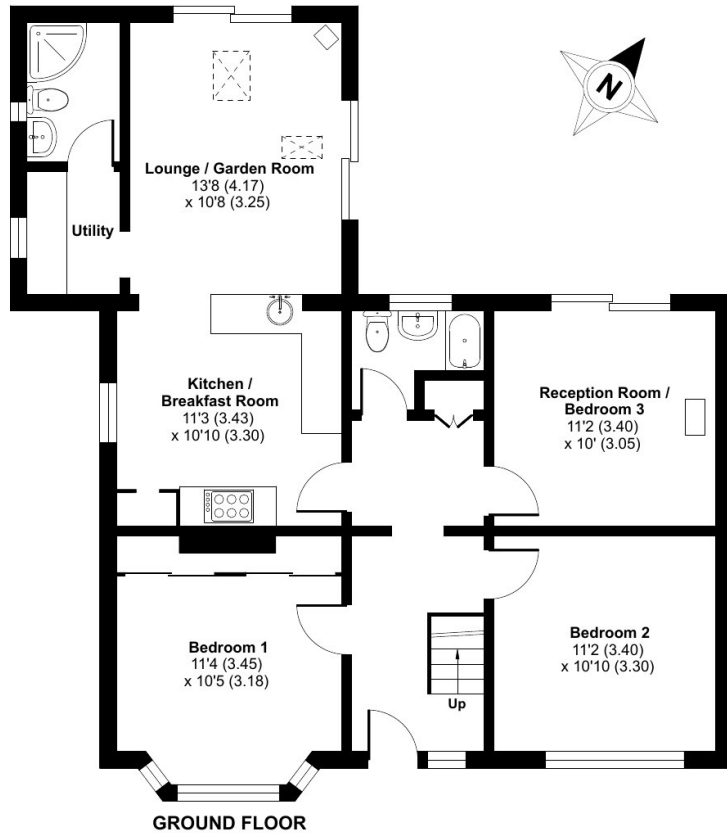 N
Lounge / Garden Room
13'8 (4.17)
x 10'8 (3.25)
Utility
Kitchen /
Breakfast Room
11'3 (3.43)
x 10'10 (3.30)
Reception Room /
Bedroom 3
11'2 (3.40)
x 10' (3.05)
Bedroom 1
11'4 (3.45)
x 10'5 (3.18)
Bedroom 2
11'2 (3.40)
x 10'10 (3.30)
Up
GROUND FLOOR